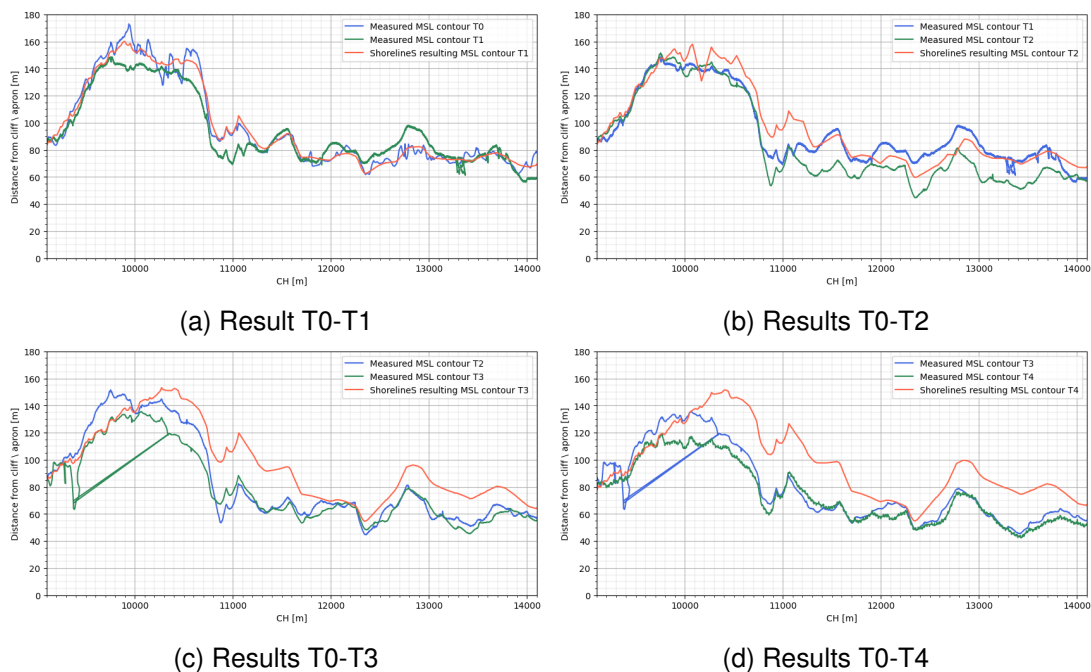 180
160
140
120
100
80
60
40
20
0
Distance from cliff \ apron [m]
10000 11000 12000 13000 14000
CH [m]
Measured MSL contour T0
Measured MSL contour T1
ShorelineS resulting MSL contour T1
(a) Result T0-T1
180
160
140
120
100
80
60
40
20
0
Distance from cliff \ apron [m]
10000 11000 12000 13000 14000
CH [m]
Measured MSL contour T1
Measured MSL contour T2
ShorelineS resulting MSL contour T2
(b) Results T0-T2
180
160
140
120
100
80
60
40
20
0
Distance from cliff \ apron [m]
10000 11000 12000 13000 14000
CH [m]
Measured MSL contour T2
Measured MSL contour T3
ShorelineS resulting MSL contour T3
(c) Results T0-T3
180
160
140
120
100
80
60
40
20
0
Distance from cliff \ apron [m]
10000 11000 12000 13000 14000
CH [m]
Measured MSL contour T3
Measured MSL contour T4
ShorelineS resulting MSL contour T4
(d) Results T0-T4